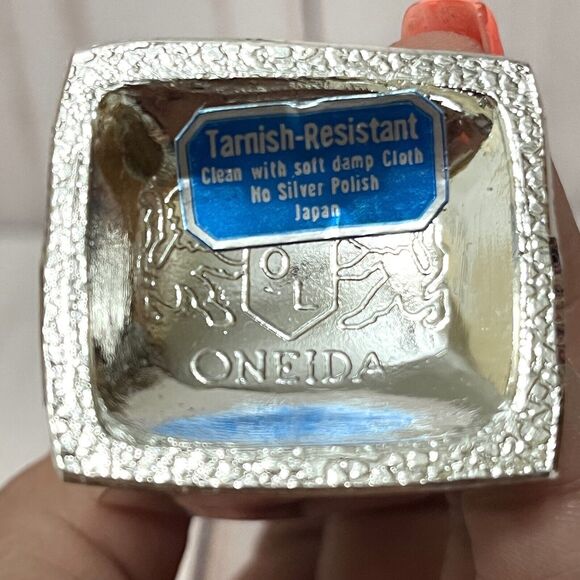 Tarnish-Resistant
Clean with soft damp Cloth
No Silver Polish
Japan
O
L
ONEIDA